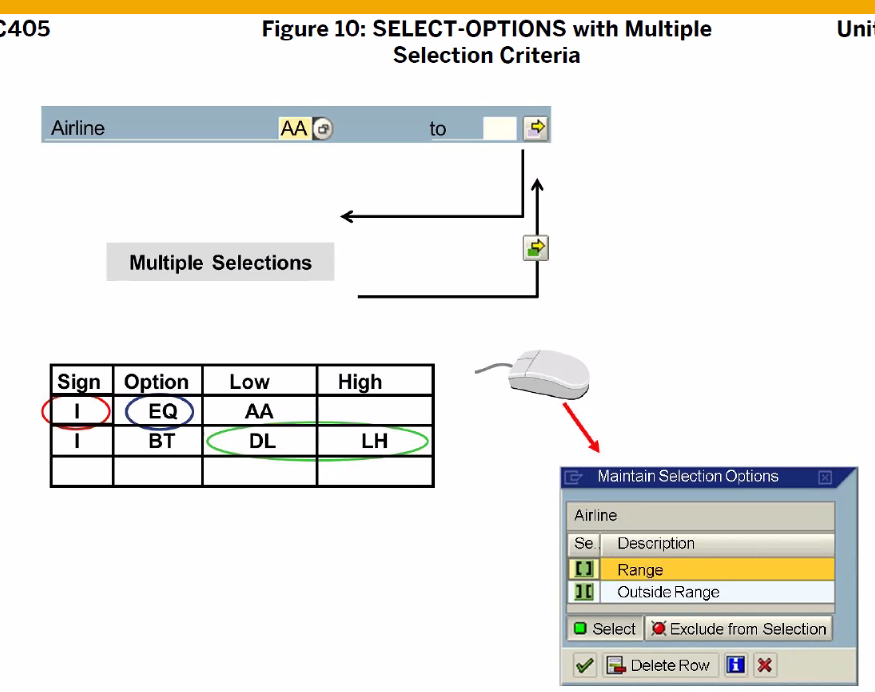 C405
Figure 10: SELECT-OPTIONS with Multiple
Selection Criteria
Unit
Airline AA to
Multiple Selections
Sign Option Low High
I EQ AA
I BT DL LH
Maintain Selection Options
Airline
Se.. Description
[ ] Range
] [ Outside Range
Select Exclude from Selection
Delete Row